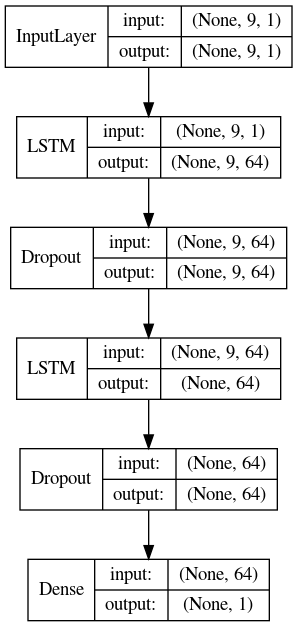 InputLayer
input: (None, 9, 1)
output: (None, 9, 1)
LSTM
input: (None, 9, 1)
output: (None, 9, 64)
Dropout
input: (None, 9, 64)
output: (None, 9, 64)
LSTM
input: (None, 9, 64)
output: (None, 64)
Dropout
input: (None, 64)
output: (None, 64)
Dense
input: (None, 64)
output: (None, 1)